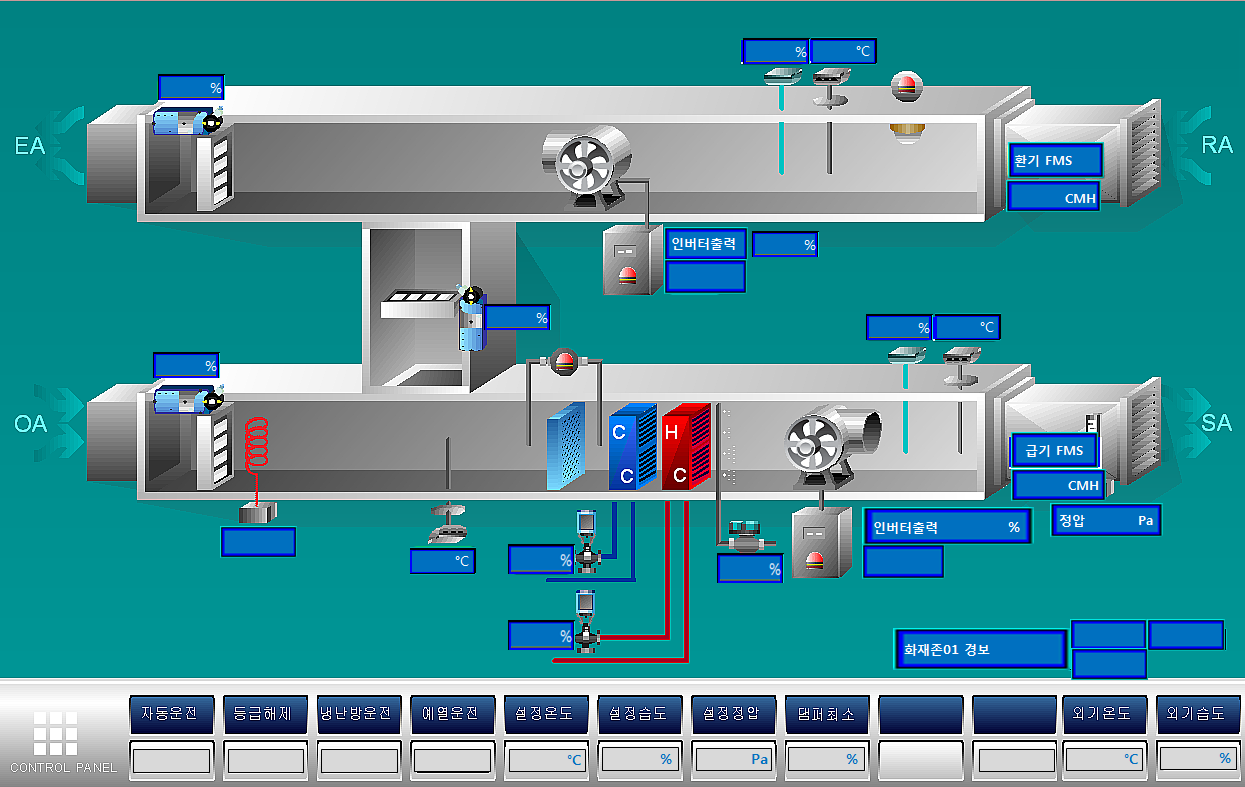 % °C
%
EA
RA
환기 FMS
CMH
인버터출력 %
%
% °C
%
OA
SA
C
C
H
C
급기 FMS
CMH
정압 Pa
인버터출력 %
°C
%
%
%
화재존01 경보
자동운전 등급해제 냉난방운전 예열운전 설정온도 설정습도 설정정압 댐퍼최소 외기온도 외기습도
°C % Pa % °C %
CONTROL PANEL